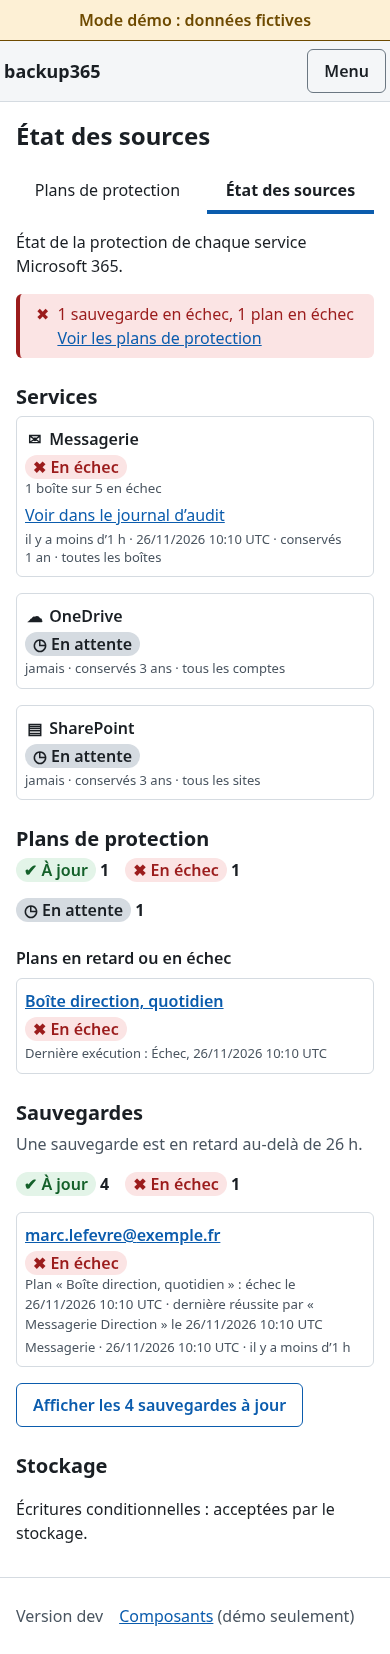 Mode démo : données fictives
backup365
Menu
État des sources
Plans de protection
État des sources
État de la protection de chaque service
Microsoft 365.
✖ 1 sauvegarde en échec, 1 plan en échec
Voir les plans de protection
Services
✉ Messagerie
✖ En échec
1 boîte sur 5 en échec
Voir dans le journal d’audit
il y a moins d’1 h · 26/11/2026 10:10 UTC · conservés
1 an · toutes les boîtes
☁ OneDrive
◷ En attente
jamais · conservés 3 ans · tous les comptes
▤ SharePoint
◷ En attente
jamais · conservés 3 ans · tous les sites
Plans de protection
✔ À jour 1 ✖ En échec 1
◷ En attente 1
Plans en retard ou en échec
Boîte direction, quotidien
✖ En échec
Dernière exécution : Échec, 26/11/2026 10:10 UTC
Sauvegardes
Une sauvegarde est en retard au-delà de 26 h.
✔ À jour 4 ✖ En échec 1
marc.lefevre@exemple.fr
✖ En échec
Plan « Boîte direction, quotidien » : échec le
26/11/2026 10:10 UTC · dernière réussite par «
Messagerie Direction » le 26/11/2026 10:10 UTC
Messagerie · 26/11/2026 10:10 UTC · il y a moins d’1 h
Afficher les 4 sauvegardes à jour
Stockage
Écritures conditionnelles : acceptées par le
stockage.
Version dev Composants (démo seulement)